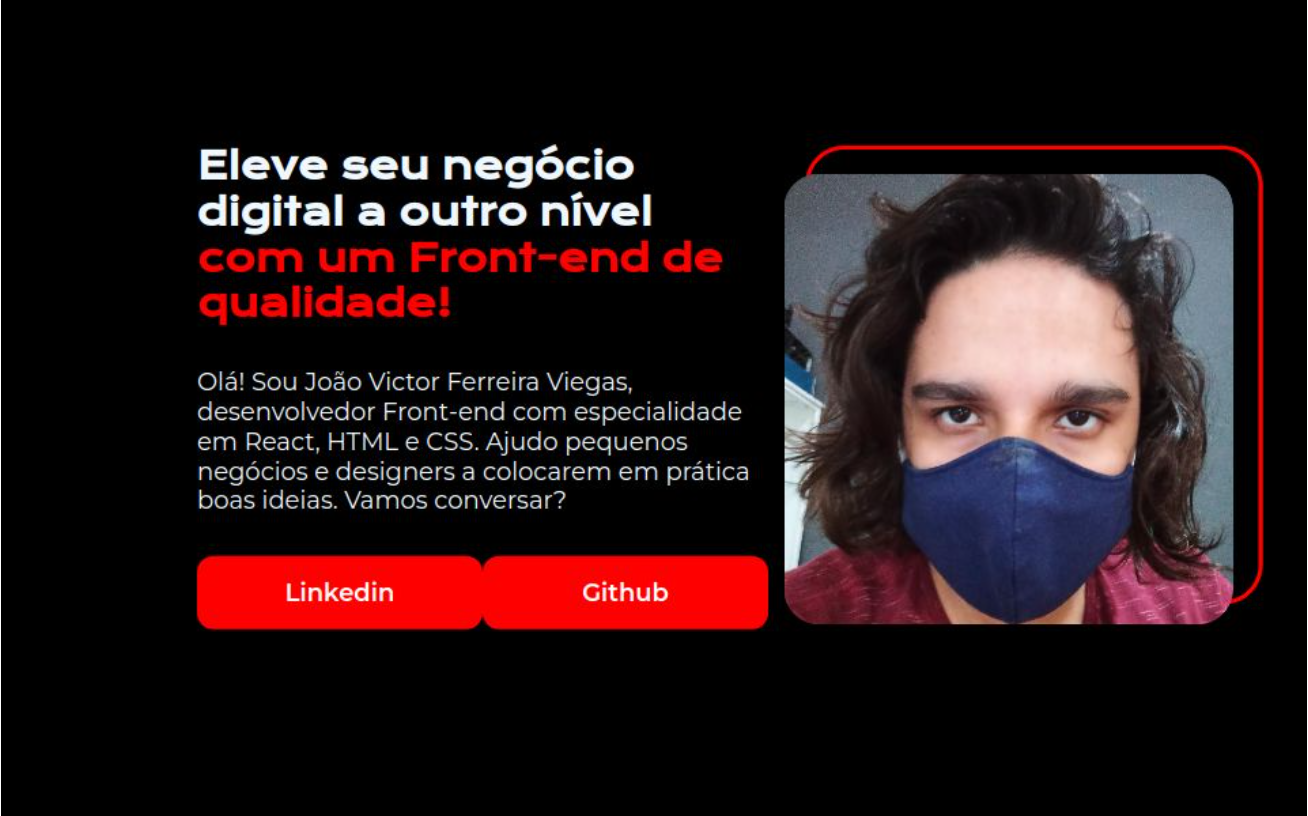 Eleve seu negócio
digital a outro nível
com um Front-end de
qualidade!
Olá! Sou João Victor Ferreira Viegas,
desenvolvedor Front-end com especialidade
em React, HTML e CSS. Ajudo pequenos
negócios e designers a colocarem em prática
boas ideias. Vamos conversar?
Linkedin
Github